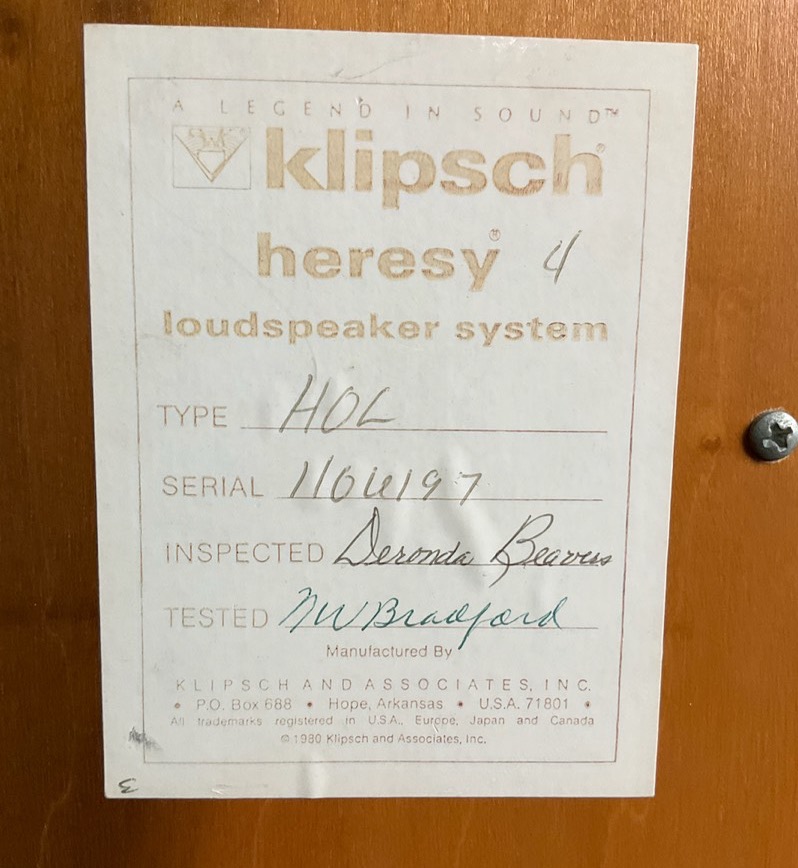 A LEGEND IN SOUND™
klipsch®
heresy® 4
loudspeaker system
TYPE HOL
SERIAL 1106197
INSPECTED Deronda Beavers
TESTED NW Bradford
Manufactured By
KLIPSCH AND ASSOCIATES, INC.
• P.O. Box 688 • Hope, Arkansas • U.S.A. 71801 •
All trademarks registered in U.S.A., Europe, Japan and Canada
© 1980 Klipsch and Associates, Inc.